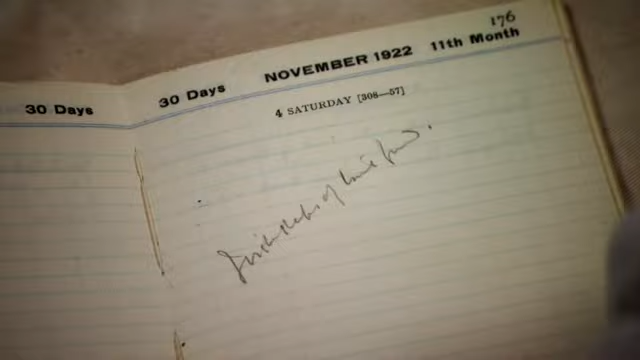 176
30 Days
30 Days NOVEMBER 1922 11th Month
4 SATURDAY [308—57]
First steps of tomb found.